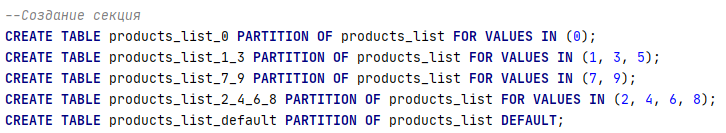 --Создание секция
CREATE TABLE products_list_0 PARTITION OF products_list FOR VALUES IN (0);
CREATE TABLE products_list_1_3 PARTITION OF products_list FOR VALUES IN (1, 3, 5);
CREATE TABLE products_list_7_9 PARTITION OF products_list FOR VALUES IN (7, 9);
CREATE TABLE products_list_2_4_6_8 PARTITION OF products_list FOR VALUES IN (2, 4, 6, 8);
CREATE TABLE products_list_default PARTITION OF products_list DEFAULT;